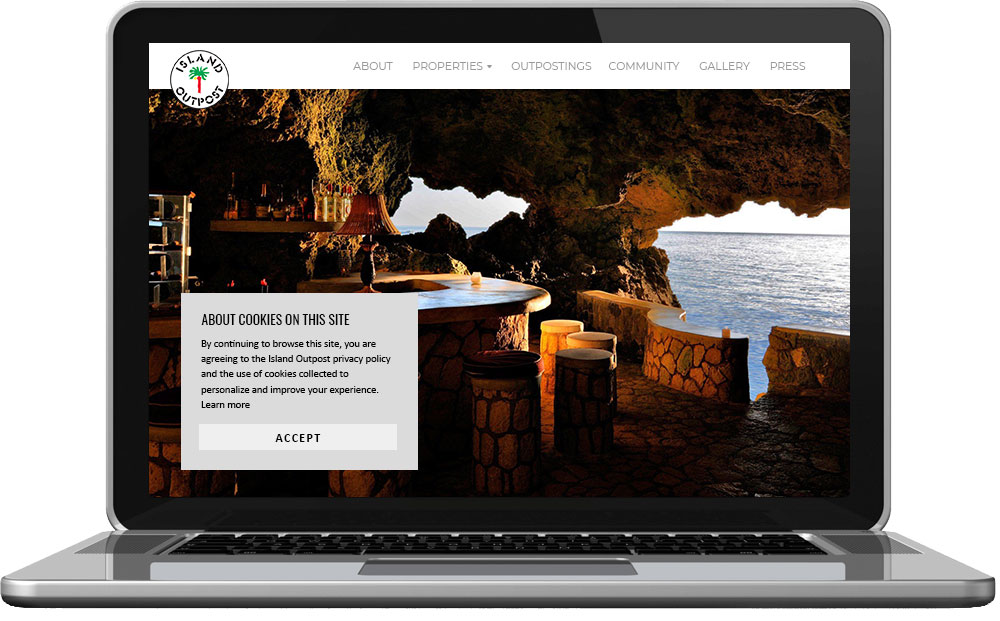 ISLAND
OUTPOST
ABOUT PROPERTIES OUTPOSTINGS COMMUNITY GALLERY PRESS
ABOUT COOKIES ON THIS SITE
By continuing to browse this site, you are
agreeing to the Island Outpost privacy policy
and the use of cookies collected to
personalize and improve your experience.
Learn more
ACCEPT